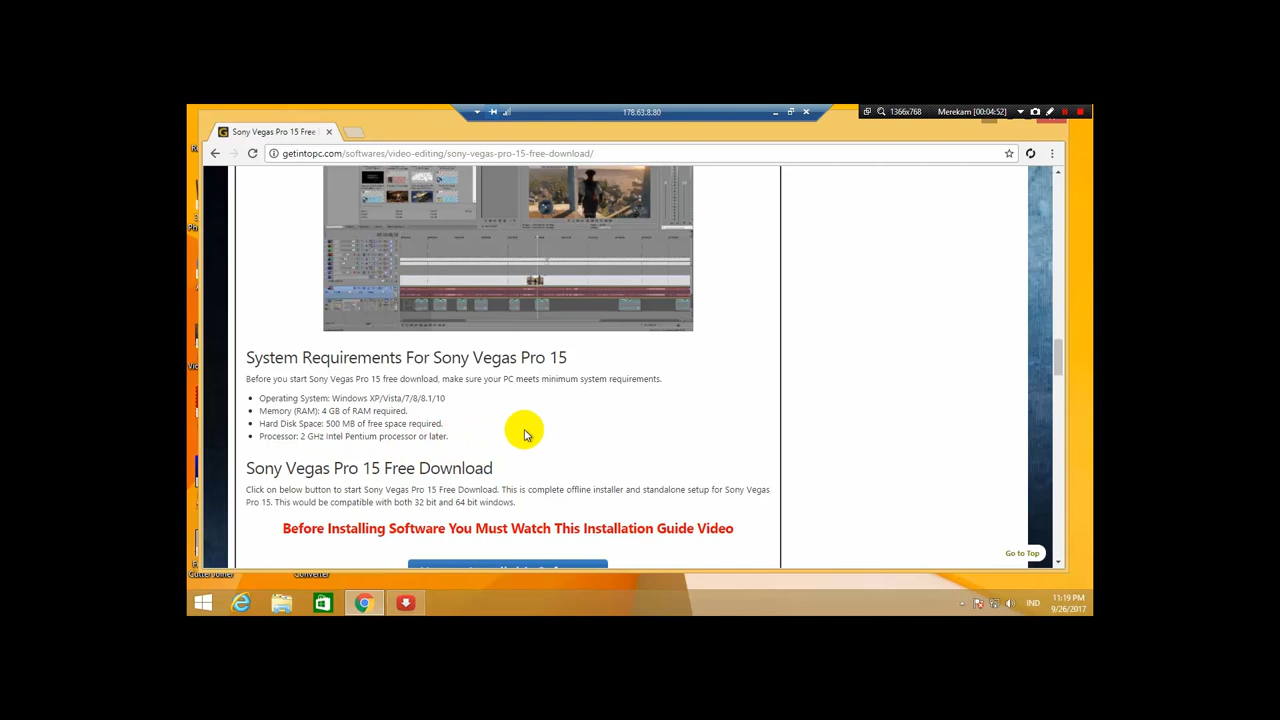 178.63.8.80
1366x768
Merekam [00:04:52]
Sony Vegas Pro 15 Free
getintopc.com/softwares/video-editing/sony-vegas-pro-15-free-download/
System Requirements For Sony Vegas Pro 15
Before you start Sony Vegas Pro 15 free download, make sure your PC meets minimum system requirements.
Operating System: Windows XP/Vista/7/8/8.1/10
Memory (RAM): 4 GB of RAM required.
Hard Disk Space: 500 MB of free space required.
Processor: 2 GHz Intel Pentium processor or later.
Sony Vegas Pro 15 Free Download
Click on below button to start Sony Vegas Pro 15 Free Download. This is complete offline installer and standalone setup for Sony Vegas
Pro 15. This would be compatible with both 32 bit and 64 bit windows.
Before Installing Software You Must Watch This Installation Guide Video
Go to Top
IND
11:19 PM
9/26/2017